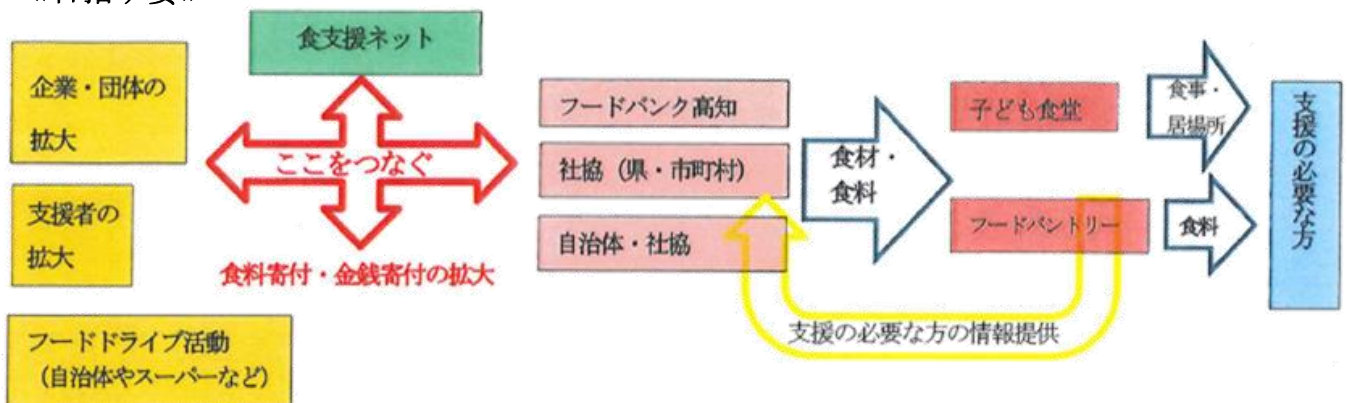 食支援ネット
企業・団体の
拡大
支援者の
拡大
フードドライブ活動
（自治体やスーパーなど）
ここをつなぐ
食料寄付・金銭寄付の拡大
フードバンク高知
社協（県・市町村）
自治体・社協
食材・
食料
子ども食堂
フードパントリー
食事・
居場所
食料
支援の必要な方
支援の必要な方の情報提供